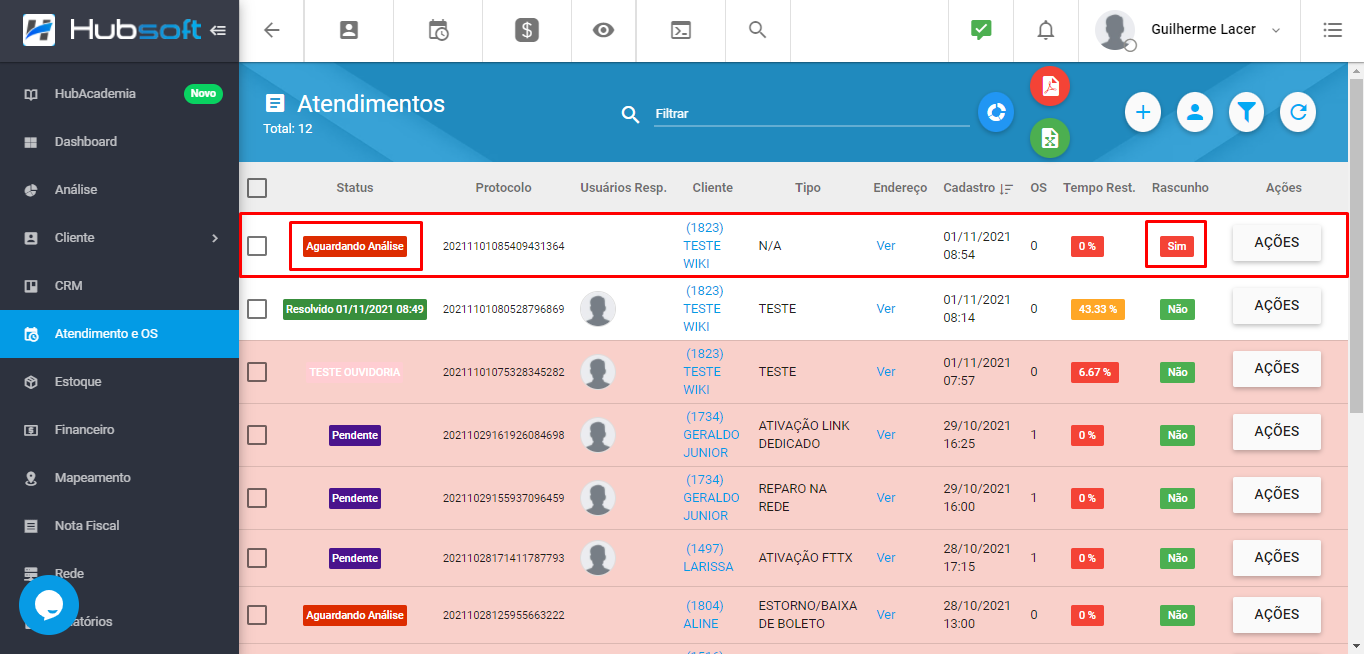 Hubsoft
Guilherme Lacer
HubAcademia
Novo
Dashboard
Análise
Cliente
CRM
Atendimento e OS
Estoque
Financeiro
Mapeamento
Nota Fiscal
Rede
Atendimentos
Total: 12
Filtrar
Status Protocolo Usuários Resp. Cliente Tipo Endereço Cadastro OS Tempo Rest. Rascunho Ações
Aguardando Análise 20211101085409431364 (1823) TESTE WIKI N/A Ver 01/11/2021 08:54 0 0 % Sim AÇÕES
Resolvido 01/11/2021 08:49 20211101080528796869 (1823) TESTE WIKI TESTE Ver 01/11/2021 08:14 0 43.33 % Não AÇÕES
TESTE OUVIDORIA 20211101075328345282 (1823) TESTE WIKI TESTE Ver 01/11/2021 07:57 0 6.67 % Não AÇÕES
Pendente 20211029161926084698 (1734) GERALDO JUNIOR ATIVAÇÃO LINK DEDICADO Ver 29/10/2021 16:25 1 0 % Não AÇÕES
Pendente 20211029155937096459 (1734) GERALDO JUNIOR REPARO NA REDE Ver 29/10/2021 16:00 1 0 % Não AÇÕES
Pendente 20211028171411787793 (1497) LARISSA ATIVAÇÃO FTTX Ver 28/10/2021 17:15 1 0 % Não AÇÕES
Aguardando Análise 20211028125955663222 (1804) ALINE ESTORNO/BAIXA DE BOLETO Ver 28/10/2021 13:00 0 0 % Não AÇÕES